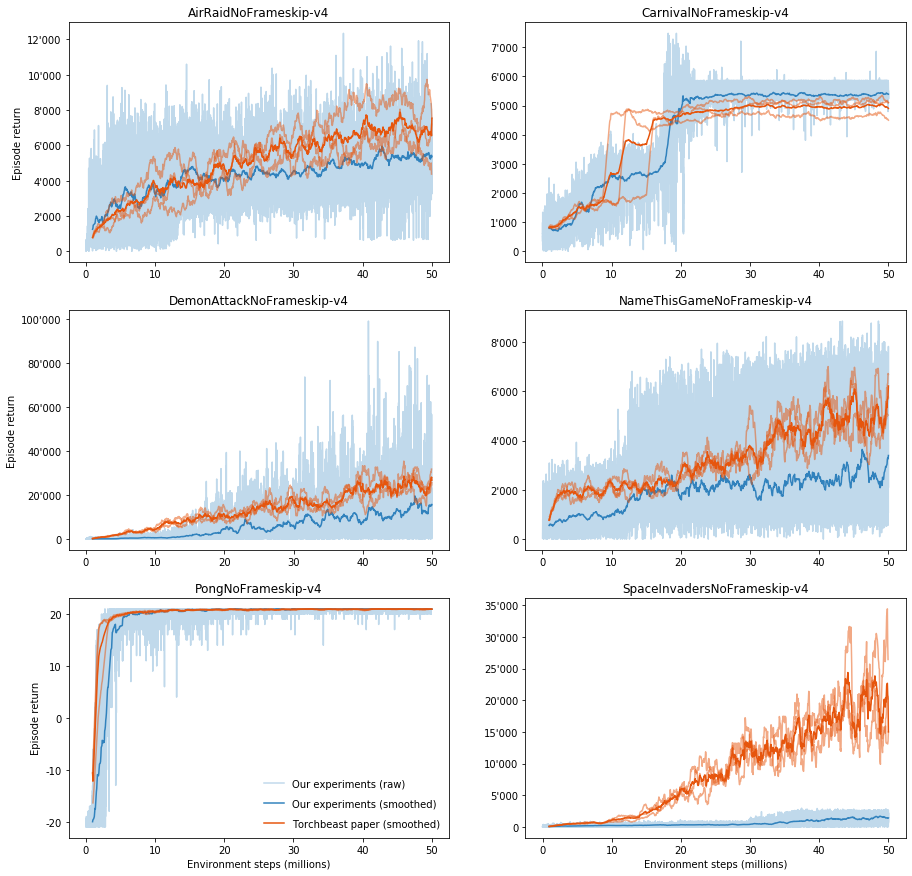 AirRaidNoFrameskip-v4
12'000
10'000
8'000
6'000
4'000
2'000
0
Episode return
0 10 20 30 40 50
CarnivalNoFrameskip-v4
7'000
6'000
5'000
4'000
3'000
2'000
1'000
0
0 10 20 30 40 50
DemonAttackNoFrameskip-v4
100'000
80'000
60'000
40'000
20'000
0
Episode return
0 10 20 30 40 50
NameThisGameNoFrameskip-v4
8'000
6'000
4'000
2'000
0
0 10 20 30 40 50
PongNoFrameskip-v4
20
10
0
-10
-20
Episode return
Our experiments (raw)
Our experiments (smoothed)
Torchbeast paper (smoothed)
0 10 20 30 40 50
Environment steps (millions)
SpaceInvadersNoFrameskip-v4
35'000
30'000
25'000
20'000
15'000
10'000
5'000
0
0 10 20 30 40 50
Environment steps (millions)